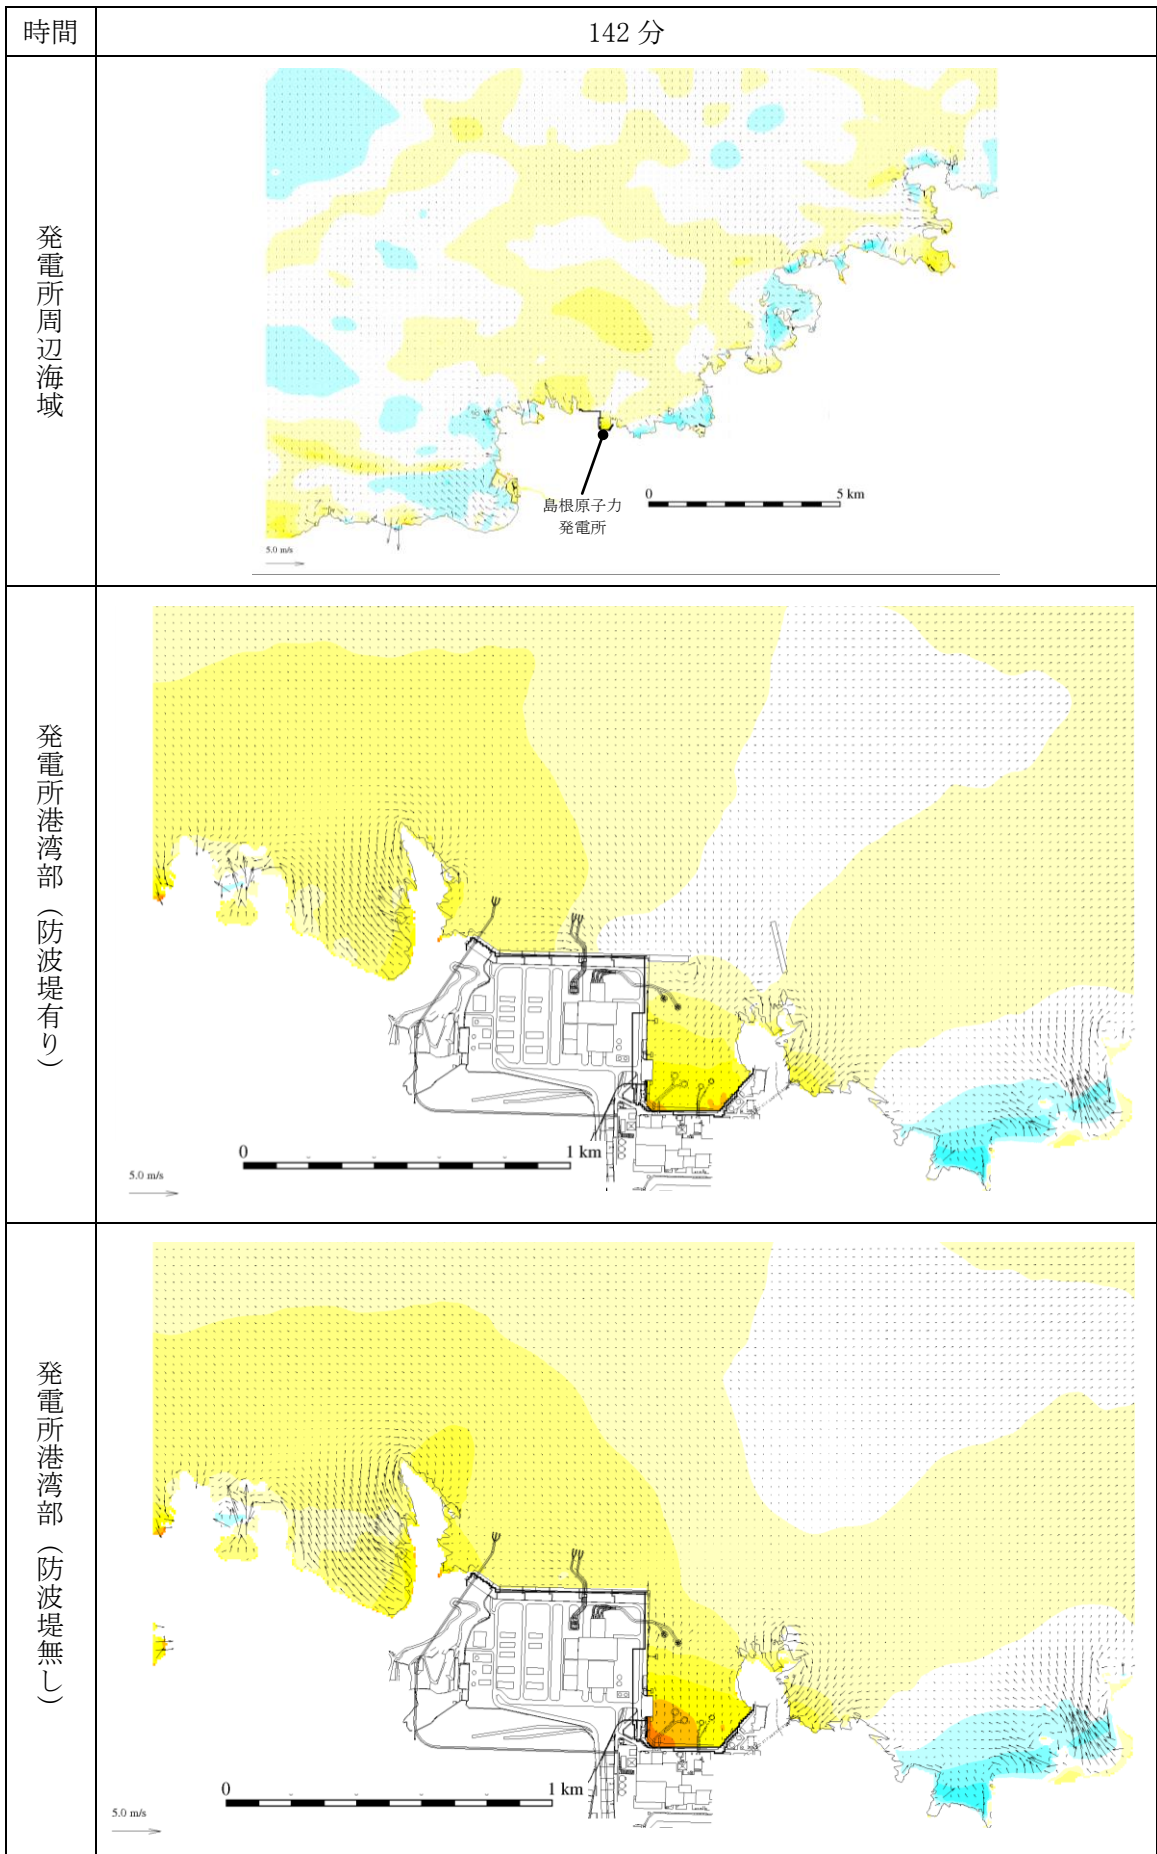 時間
142 分
発電所周辺海域
島根原子力
発電所
0
5 km
5.0 m/s
発電所港湾部（防波堤有り）
0
1 km
5.0 m/s
発電所港湾部（防波堤無し）
0
1 km
5.0 m/s